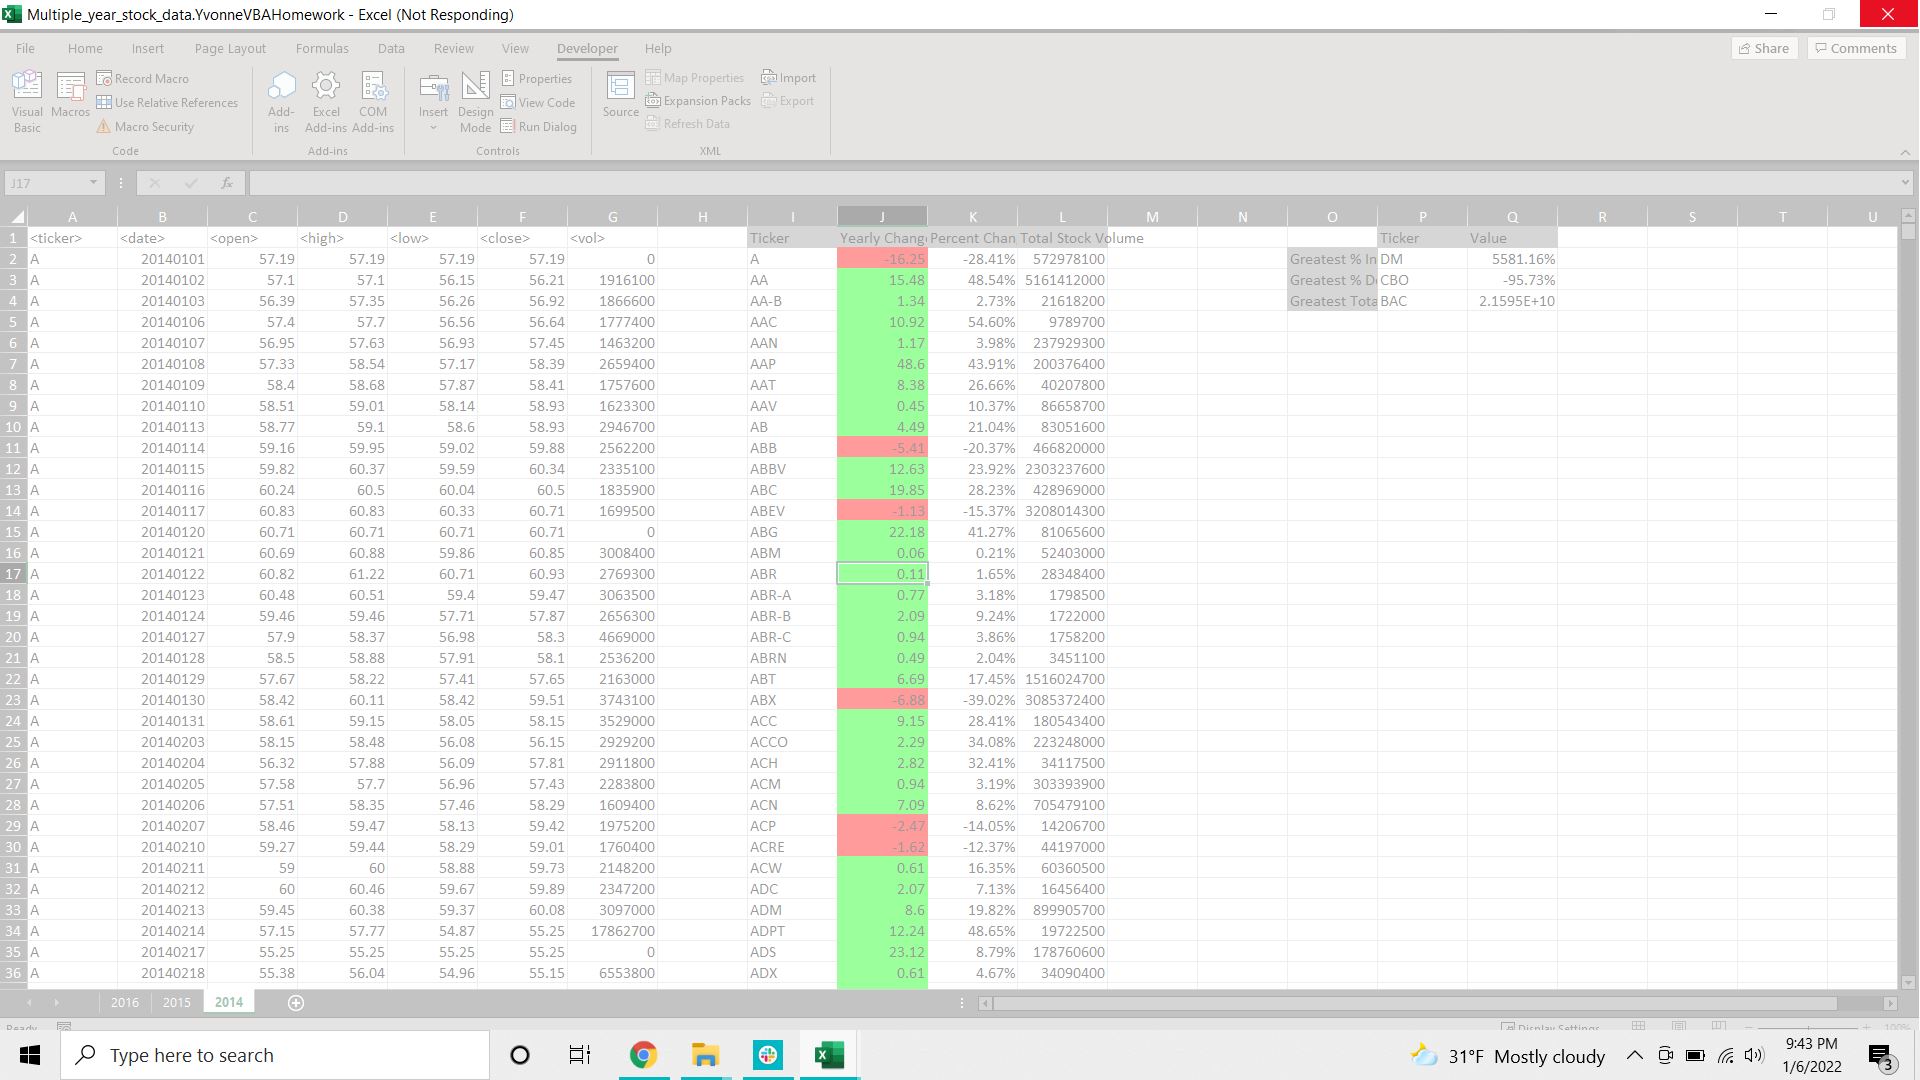 Multiple_year_stock_data.YvonneVBAHomework - Excel (Not Responding)
File Home Insert Page Layout Formulas Data Review View Developer Help Share Comments
Visual Basic Macros Record Macro Use Relative References Macro Security
Add-ins Excel Add-ins COM Add-ins
Insert Design Mode Properties View Code Run Dialog
Source Map Properties Expansion Packs Refresh Data Import Export
Code Add-ins Controls XML
J17 fx
A B C D E F G H I J K L M N O P Q R S T U
1 <ticker> <date> <open> <high> <low> <close> <vol> Ticker Yearly Chang Percent Chan Total Stock Volume Ticker Value
2 A 20140101 57.19 57.19 57.19 57.19 0 A -16.25 -28.41% 572978100 Greatest % In DM 5581.16%
3 A 20140102 57.1 57.1 56.15 56.21 1916100 AA 15.48 48.54% 5161412000 Greatest % D CBO -95.73%
4 A 20140103 56.39 57.35 56.26 56.92 1866600 AA-B 1.34 2.73% 21618200 Greatest Tota BAC 2.1595E+10
5 A 20140106 57.4 57.7 56.56 56.64 1777400 AAC 10.92 54.60% 9789700
6 A 20140107 56.95 57.63 56.93 57.45 1463200 AAN 1.17 3.98% 237929300
7 A 20140108 57.33 58.54 57.17 58.39 2659400 AAP 48.6 43.91% 200376400
8 A 20140109 58.4 58.68 57.87 58.41 1757600 AAT 8.38 26.66% 40207800
9 A 20140110 58.51 59.01 58.14 58.93 1623300 AAV 0.45 10.37% 86658700
10 A 20140113 58.77 59.1 58.6 58.93 2946700 AB 4.49 21.04% 83051600
11 A 20140114 59.16 59.95 59.02 59.88 2562200 ABB -5.41 -20.37% 466820000
12 A 20140115 59.82 60.37 59.59 60.34 2335100 ABBV 12.63 23.92% 2303237600
13 A 20140116 60.24 60.5 60.04 60.5 1835900 ABC 19.85 28.23% 428969000
14 A 20140117 60.83 60.83 60.33 60.71 1699500 ABEV -1.13 -15.37% 3208014300
15 A 20140120 60.71 60.71 60.71 60.71 0 ABG 22.18 41.27% 81065600
16 A 20140121 60.69 60.88 59.86 60.85 3008400 ABM 0.06 0.21% 52403000
17 A 20140122 60.82 61.22 60.71 60.93 2769300 ABR 0.11 1.65% 28348400
18 A 20140123 60.48 60.51 59.4 59.47 3063500 ABR-A 0.77 3.18% 1798500
19 A 20140124 59.46 59.46 57.71 57.87 2656300 ABR-B 2.09 9.24% 1722000
20 A 20140127 57.9 58.37 56.98 58.3 4669000 ABR-C 0.94 3.86% 1758200
21 A 20140128 58.5 58.88 57.91 58.1 2536200 ABRN 0.49 2.04% 3451100
22 A 20140129 57.67 58.22 57.41 57.65 2163000 ABT 6.69 17.45% 1516024700
23 A 20140130 58.42 60.11 58.42 59.51 3743100 ABX -6.88 -39.02% 3085372400
24 A 20140131 58.61 59.15 58.05 58.15 3529000 ACC 9.15 28.41% 180543400
25 A 20140203 58.15 58.48 56.08 56.15 2929200 ACCO 2.29 34.08% 223248000
26 A 20140204 56.32 57.88 56.09 57.81 2911800 ACH 2.82 32.41% 34117500
27 A 20140205 57.58 57.7 56.96 57.43 2283800 ACM 0.94 3.19% 303393900
28 A 20140206 57.51 58.35 57.46 58.29 1609400 ACN 7.09 8.62% 705479100
29 A 20140207 58.46 59.47 58.13 59.42 1975200 ACP -2.47 -14.05% 14206700
30 A 20140210 59.27 59.44 58.29 59.01 1760400 ACRE -1.62 -12.37% 44197000
31 A 20140211 59 60 58.88 59.73 2148200 ACW 0.61 16.35% 60360500
32 A 20140212 60 60.46 59.67 59.89 2347200 ADC 2.07 7.13% 16456400
33 A 20140213 59.45 60.38 59.37 60.08 3097000 ADM 8.6 19.82% 899905700
34 A 20140214 57.15 57.77 54.87 55.25 17862700 ADPT 12.24 48.65% 19722500
35 A 20140217 55.25 55.25 55.25 55.25 0 ADS 23.12 8.79% 178760600
36 A 20140218 55.38 56.04 54.96 55.15 6553800 ADX 0.61 4.67% 34090400
2016 2015 2014
Ready Display Settings 100%
Type here to search 31°F Mostly cloudy 9:43 PM
1/6/2022 3